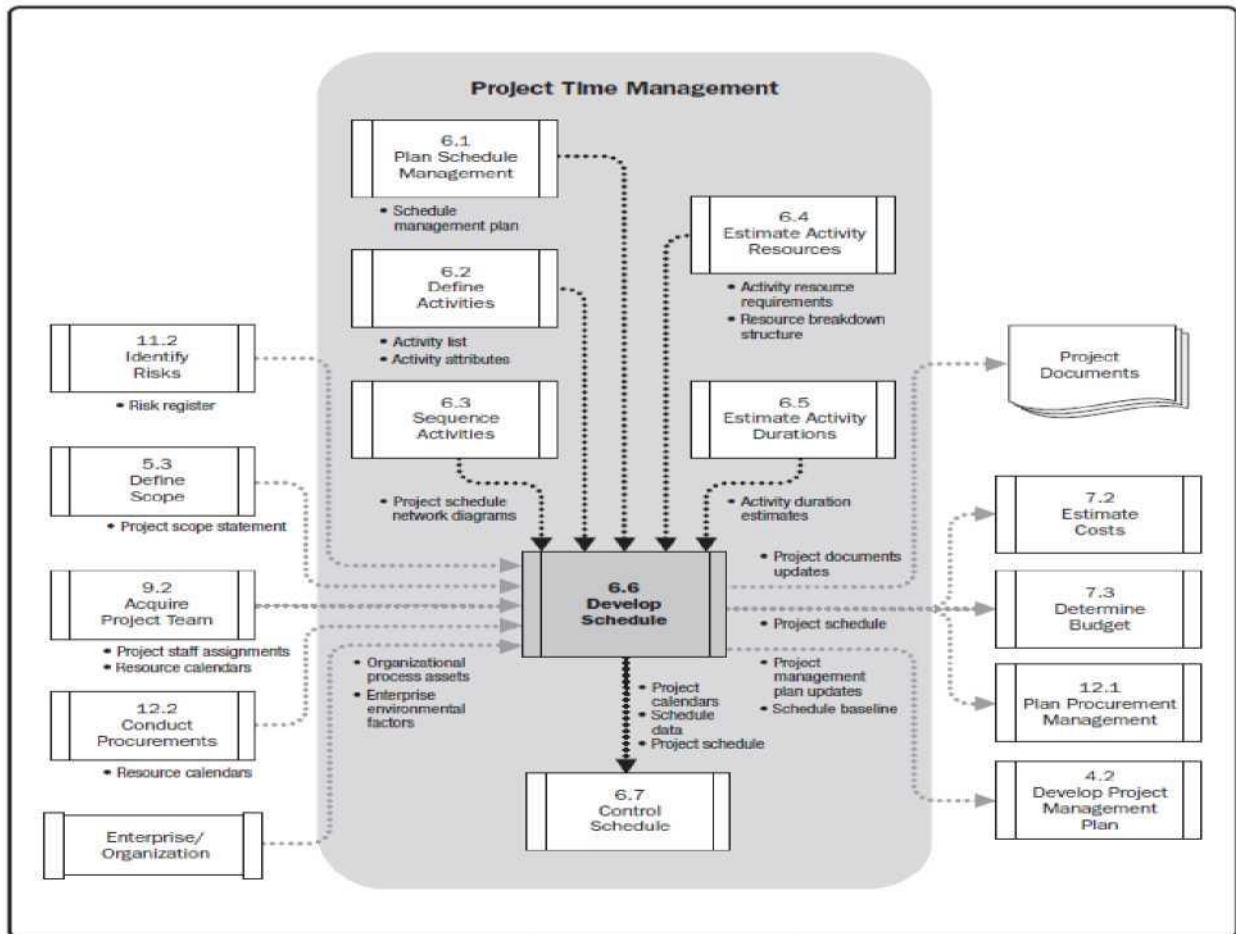 Project Time Management
6.1
Plan Schedule
Management
• Schedule
management plan
6.2
Define
Activities
• Activity list
• Activity attributes
6.3
Sequence
Activities
• Project schedule
network diagrams
6.4
Estimate Activity
Resources
• Activity resource
requirements
• Resource breakdown
structure
6.5
Estimate Activity
Durations
• Activity duration
estimates
11.2
Identify
Risks
• Risk register
5.3
Define
Scope
• Project scope statement
9.2
Acquire
Project Team
• Project staff assignments
• Resource calendars
12.2
Conduct
Procurements
• Resource calendars
Enterprise/
Organization
• Organizational
process assets
• Enterprise
environmental
factors
6.6
Develop
Schedule
• Project documents
updates
• Project schedule
• Project
management
plan updates
• Schedule baseline
• Project
calendars
• Schedule
data
• Project schedule
6.7
Control
Schedule
Project
Documents
7.2
Estimate
Costs
7.3
Determine
Budget
12.1
Plan Procurement
Management
4.2
Develop Project
Management
Plan